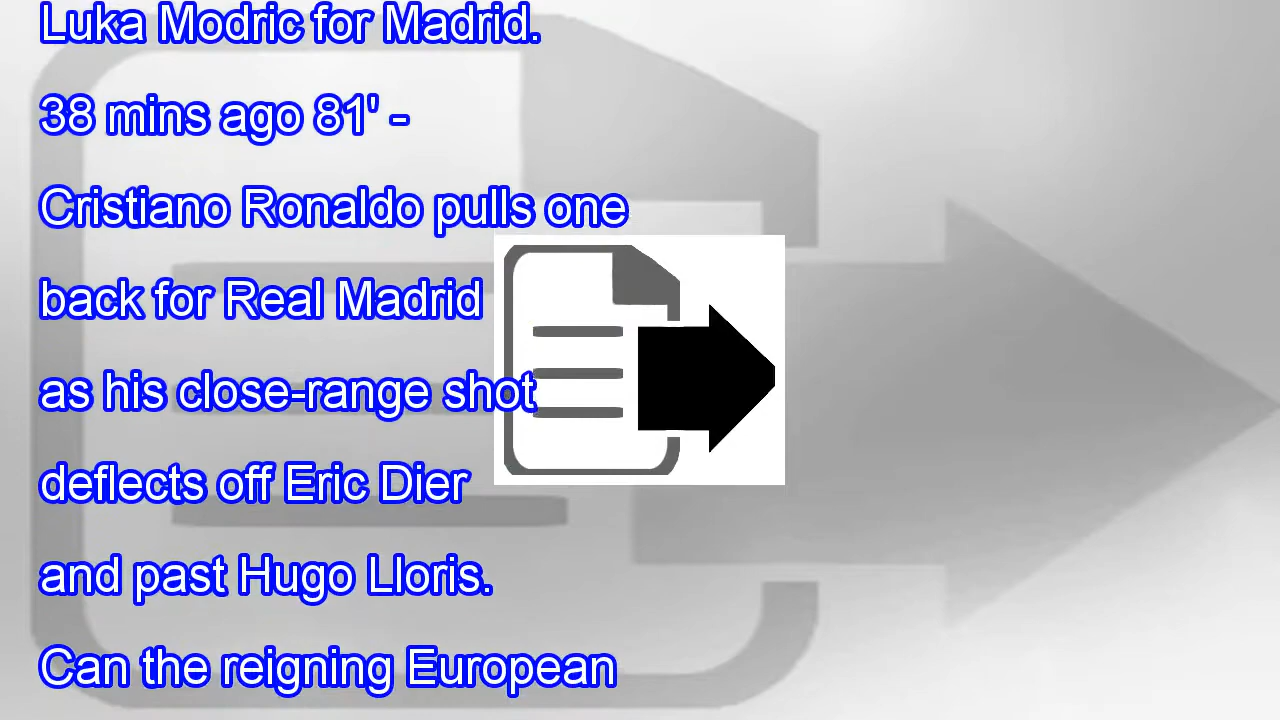 Luka Modric for Madrid.
38 mins ago 81' -
Cristiano Ronaldo pulls one
back for Real Madrid
as his close-range shot
deflects off Eric Dier
and past Hugo Lloris.
Can the reigning European